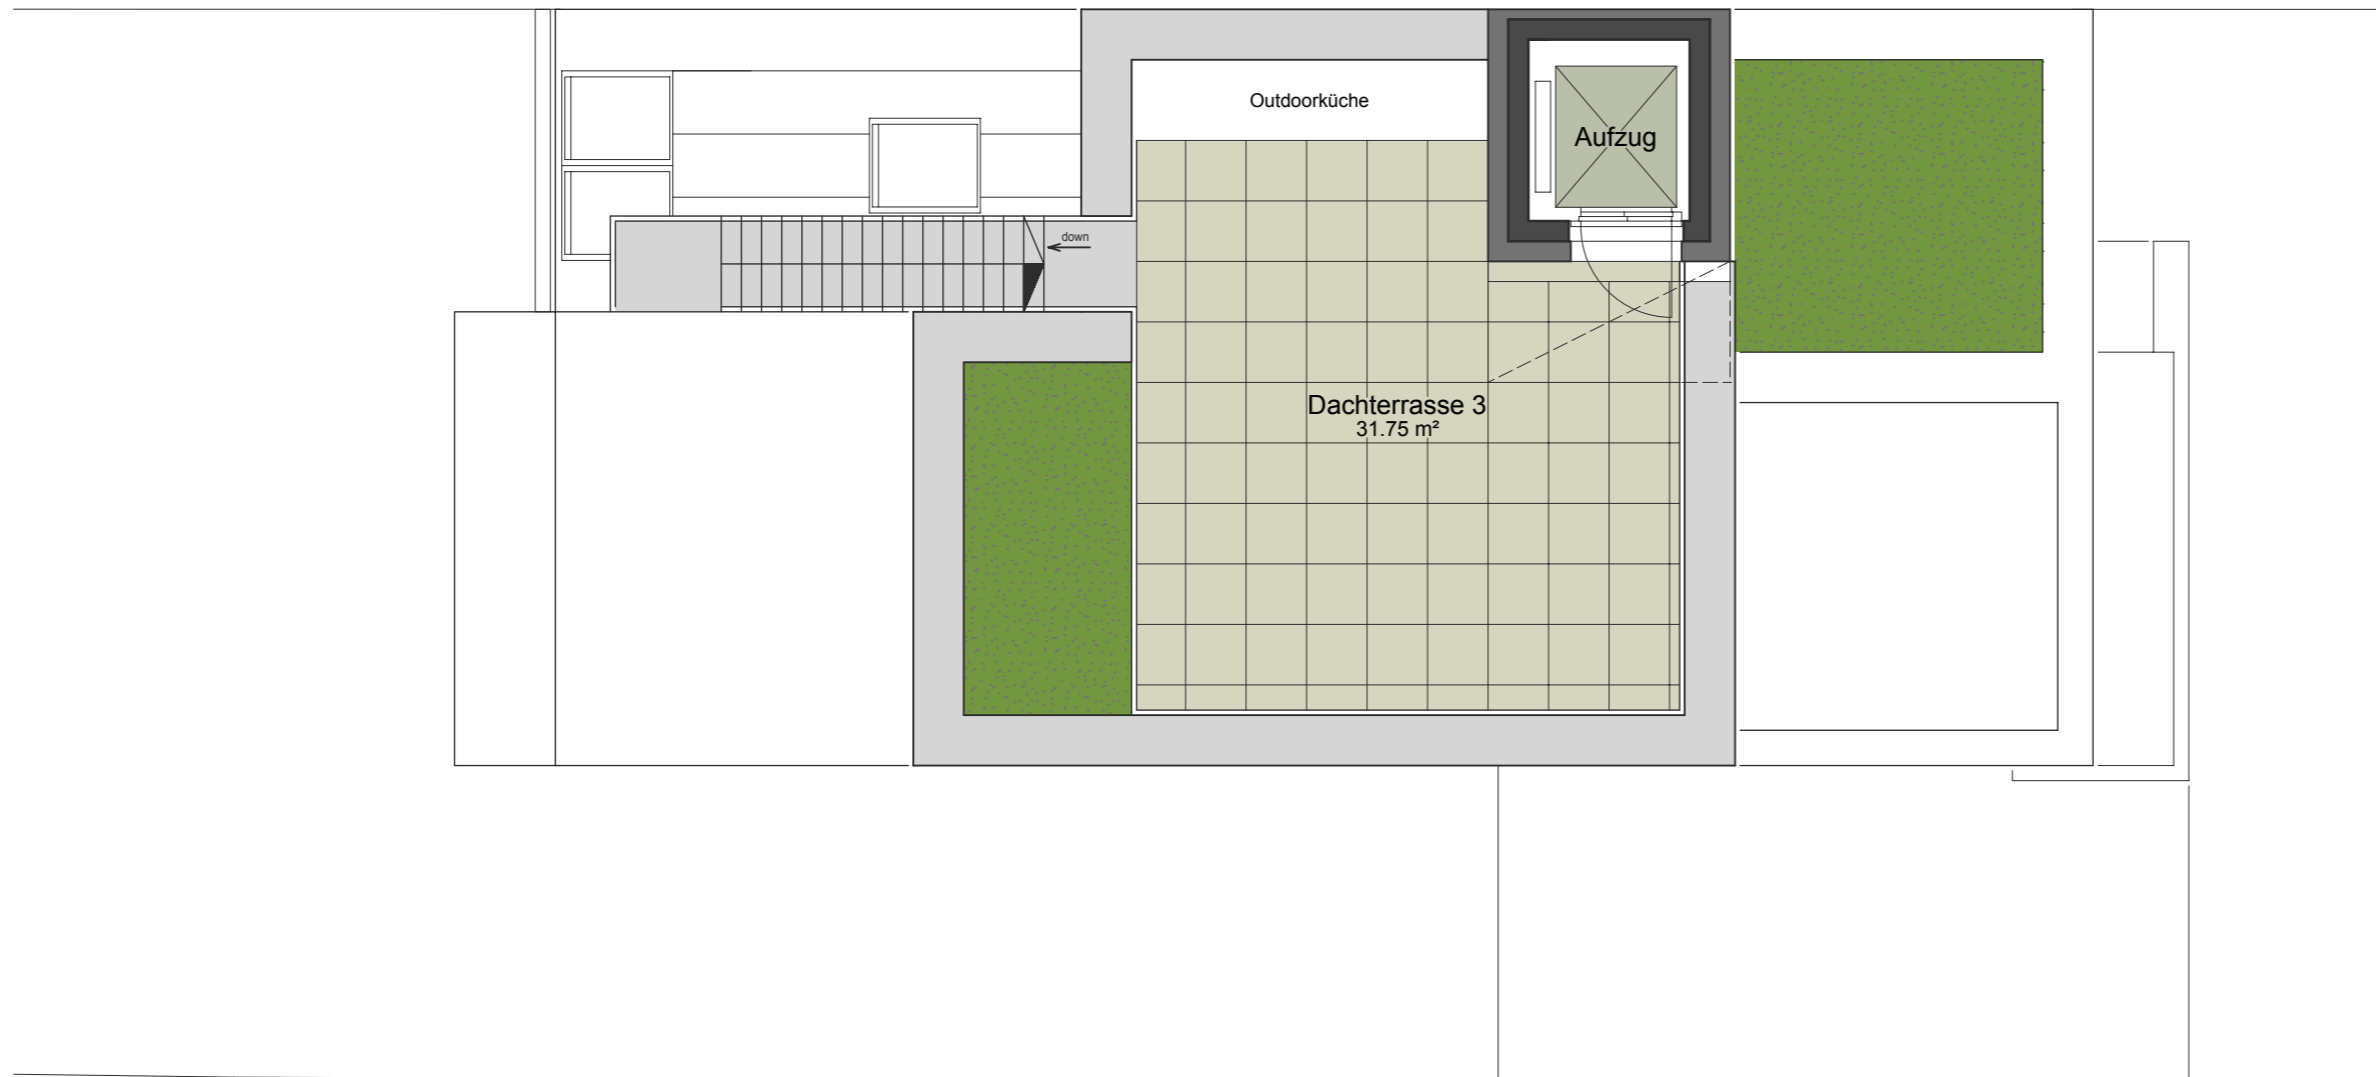 Outdoorküche
Aufzug
down
Dachterrasse 3
31.75 m²